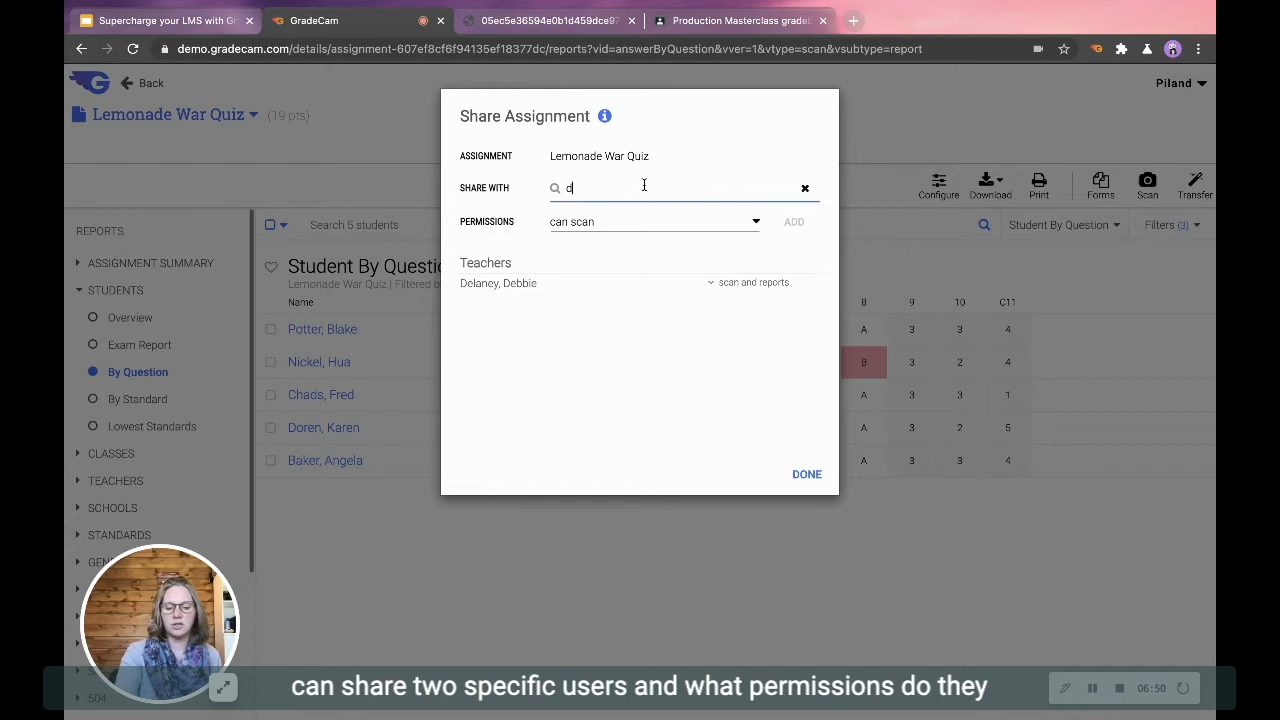 Supercharge your LMS with Gr
GradeCam
05ec5e36594e0b1d459dce97
Production Masterclass grade
demo.gradecam.com/details/assignment-607ef8cf6f94135ef18377dc/reports?vid=answerByQuestion&vver=1&vtype=scan&vsubtype=report
Back
Piland
Lemonade War Quiz (19 pts)
Share Assignment
ASSIGNMENT Lemonade War Quiz
SHARE WITH d
PERMISSIONS can scan ADD
Teachers
Delaney, Debbie scan and reports
DONE
Configure Download Print Forms Scan Transfer
REPORTS
Search 5 students
Student By Question
Filters (3)
ASSIGNMENT SUMMARY
STUDENTS
Overview
Exam Report
By Question
By Standard
Lowest Standards
CLASSES
TEACHERS
SCHOOLS
STANDARDS
GEN
S
504
Student By Questio
Lemonade War Quiz | Filtered b
Name 8 9 10 C11
Potter, Blake A 3 3 4
Nickel, Hua B 3 2 4
Chads, Fred A 3 3 1
Doren, Karen A 3 2 5
Baker, Angela A 3 3 4
can share two specific users and what permissions do they
06:50